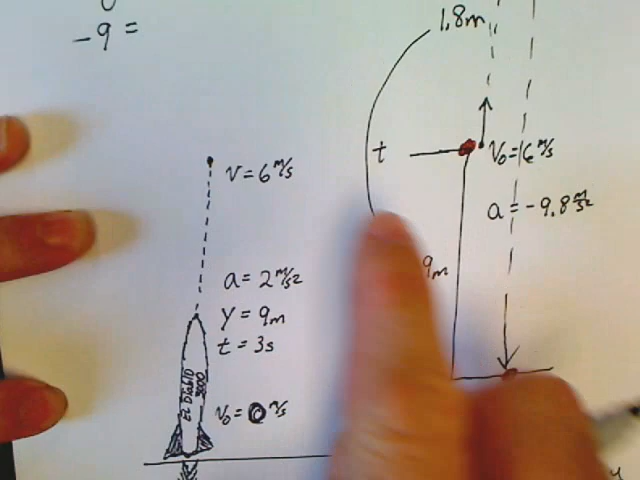 -9 =
1.8m
t
V₀=6 m/s
V=6 m/s
a = -9.8 m/s²
9m
a = 2 m/s²
y = 9m
t = 3s
El Diablo
3000
V₀ = 0 m/s